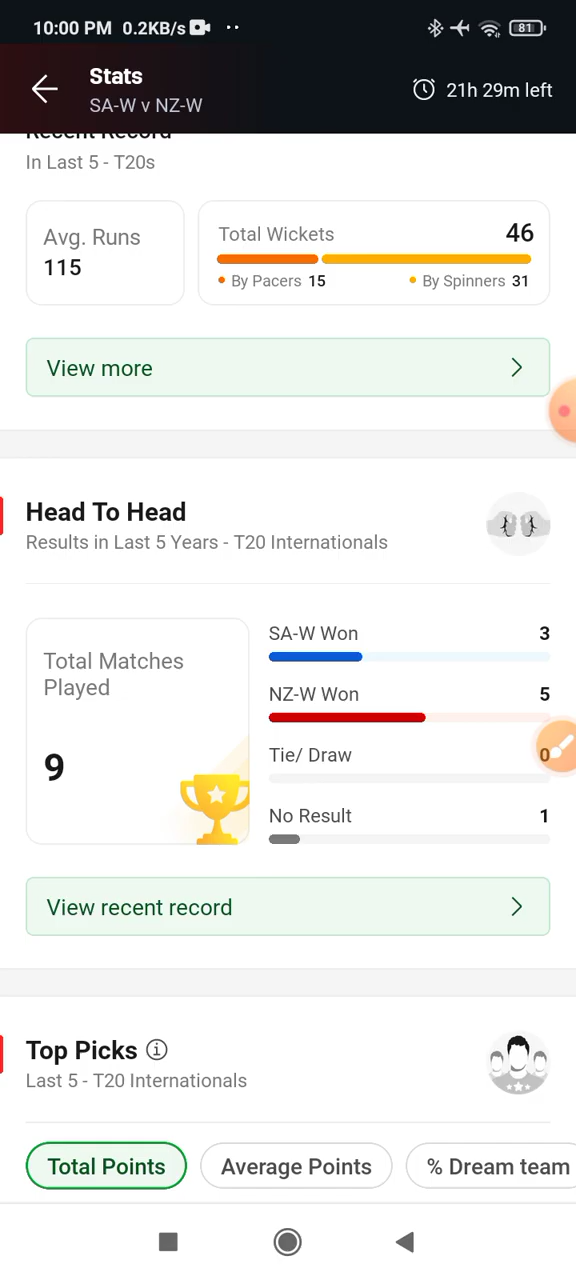 10:00 PM 0.2KB/s 81
Stats
SA-W v NZ-W
21h 29m left
Recent Record
In Last 5 - T20s
Avg. Runs
115
Total Wickets 46
By Pacers 15 By Spinners 31
View more
Head To Head
Results in Last 5 Years - T20 Internationals
Total Matches
Played
9
SA-W Won 3
NZ-W Won 5
Tie/ Draw 0
No Result 1
View recent record
Top Picks
Last 5 - T20 Internationals
Total Points Average Points % Dream team